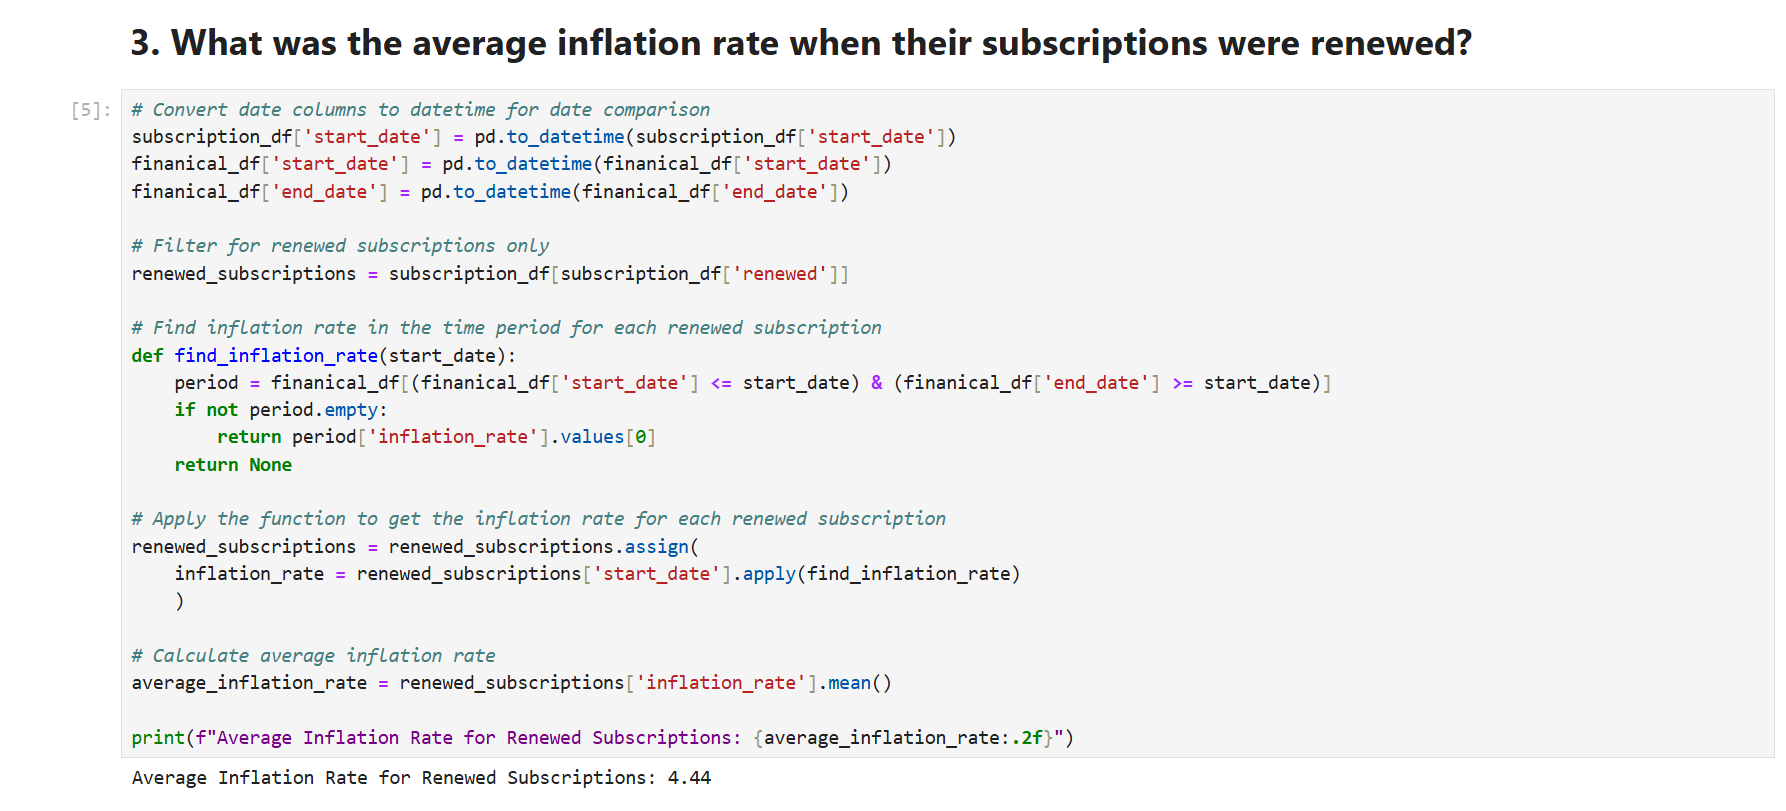 3. What was the average inflation rate when their subscriptions were renewed?
[5]:
# Convert date columns to datetime for date comparison
subscription_df['start_date'] = pd.to_datetime(subscription_df['start_date'])
finanical_df['start_date'] = pd.to_datetime(finanical_df['start_date'])
finanical_df['end_date'] = pd.to_datetime(finanical_df['end_date'])

# Filter for renewed subscriptions only
renewed_subscriptions = subscription_df[subscription_df['renewed']]

# Find inflation rate in the time period for each renewed subscription
def find_inflation_rate(start_date):
    period = finanical_df[(finanical_df['start_date'] <= start_date) & (finanical_df['end_date'] >= start_date)]
    if not period.empty:
        return period['inflation_rate'].values[0]
    return None

# Apply the function to get the inflation rate for each renewed subscription
renewed_subscriptions = renewed_subscriptions.assign(
    inflation_rate = renewed_subscriptions['start_date'].apply(find_inflation_rate)
    )

# Calculate average inflation rate
average_inflation_rate = renewed_subscriptions['inflation_rate'].mean()

print(f"Average Inflation Rate for Renewed Subscriptions: {average_inflation_rate:.2f}")
Average Inflation Rate for Renewed Subscriptions: 4.44